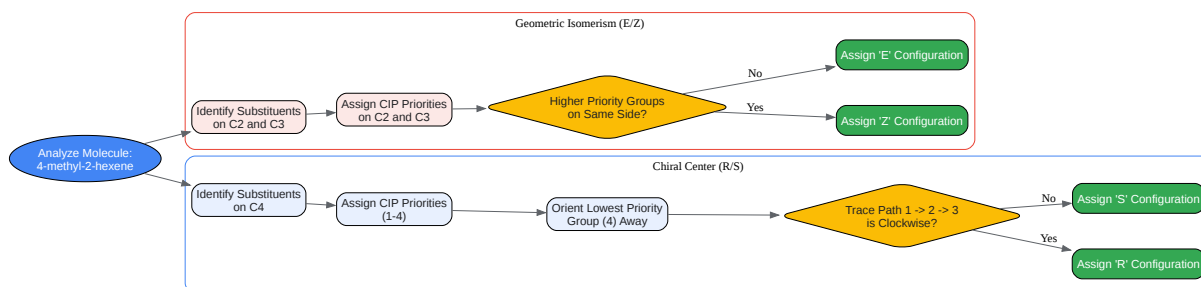 Geometric Isomerism (E/Z)
Assign 'E' Configuration
No
Identify Substituents
on C2 and C3
Assign CIP Priorities
on C2 and C3
Higher Priority Groups
on Same Side?
Yes
Assign 'Z' Configuration
Analyze Molecule:
4-methyl-2-hexene
Chiral Center (R/S)
Identify Substituents
on C4
Assign CIP Priorities
(1-4)
Orient Lowest Priority
Group (4) Away
Trace Path 1 -> 2 -> 3
is Clockwise?
No
Assign 'S' Configuration
Yes
Assign 'R' Configuration